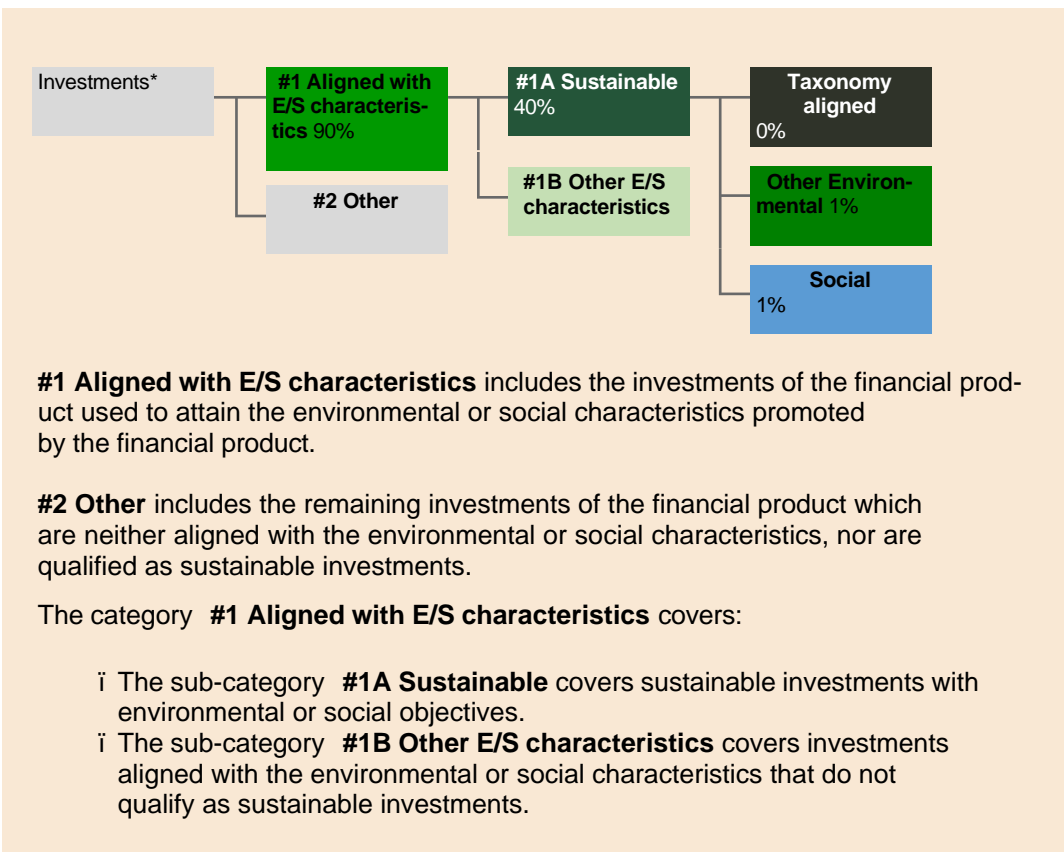 Investments*
#1 Aligned with
E/S characteris-
tics 90%
#2 Other
#1A Sustainable
40%
#1B Other E/S
characteristics
Taxonomy
aligned
0%
Other Environ-
mental 1%
Social
1%
#1 Aligned with E/S characteristics includes the investments of the financial prod-
uct used to attain the environmental or social characteristics promoted
by the financial product.
#2 Other includes the remaining investments of the financial product which
are neither aligned with the environmental or social characteristics, nor are
qualified as sustainable investments.
The category #1 Aligned with E/S characteristics covers:
ï The sub-category #1A Sustainable covers sustainable investments with
environmental or social objectives.
ï The sub-category #1B Other E/S characteristics covers investments
aligned with the environmental or social characteristics that do not
qualify as sustainable investments.